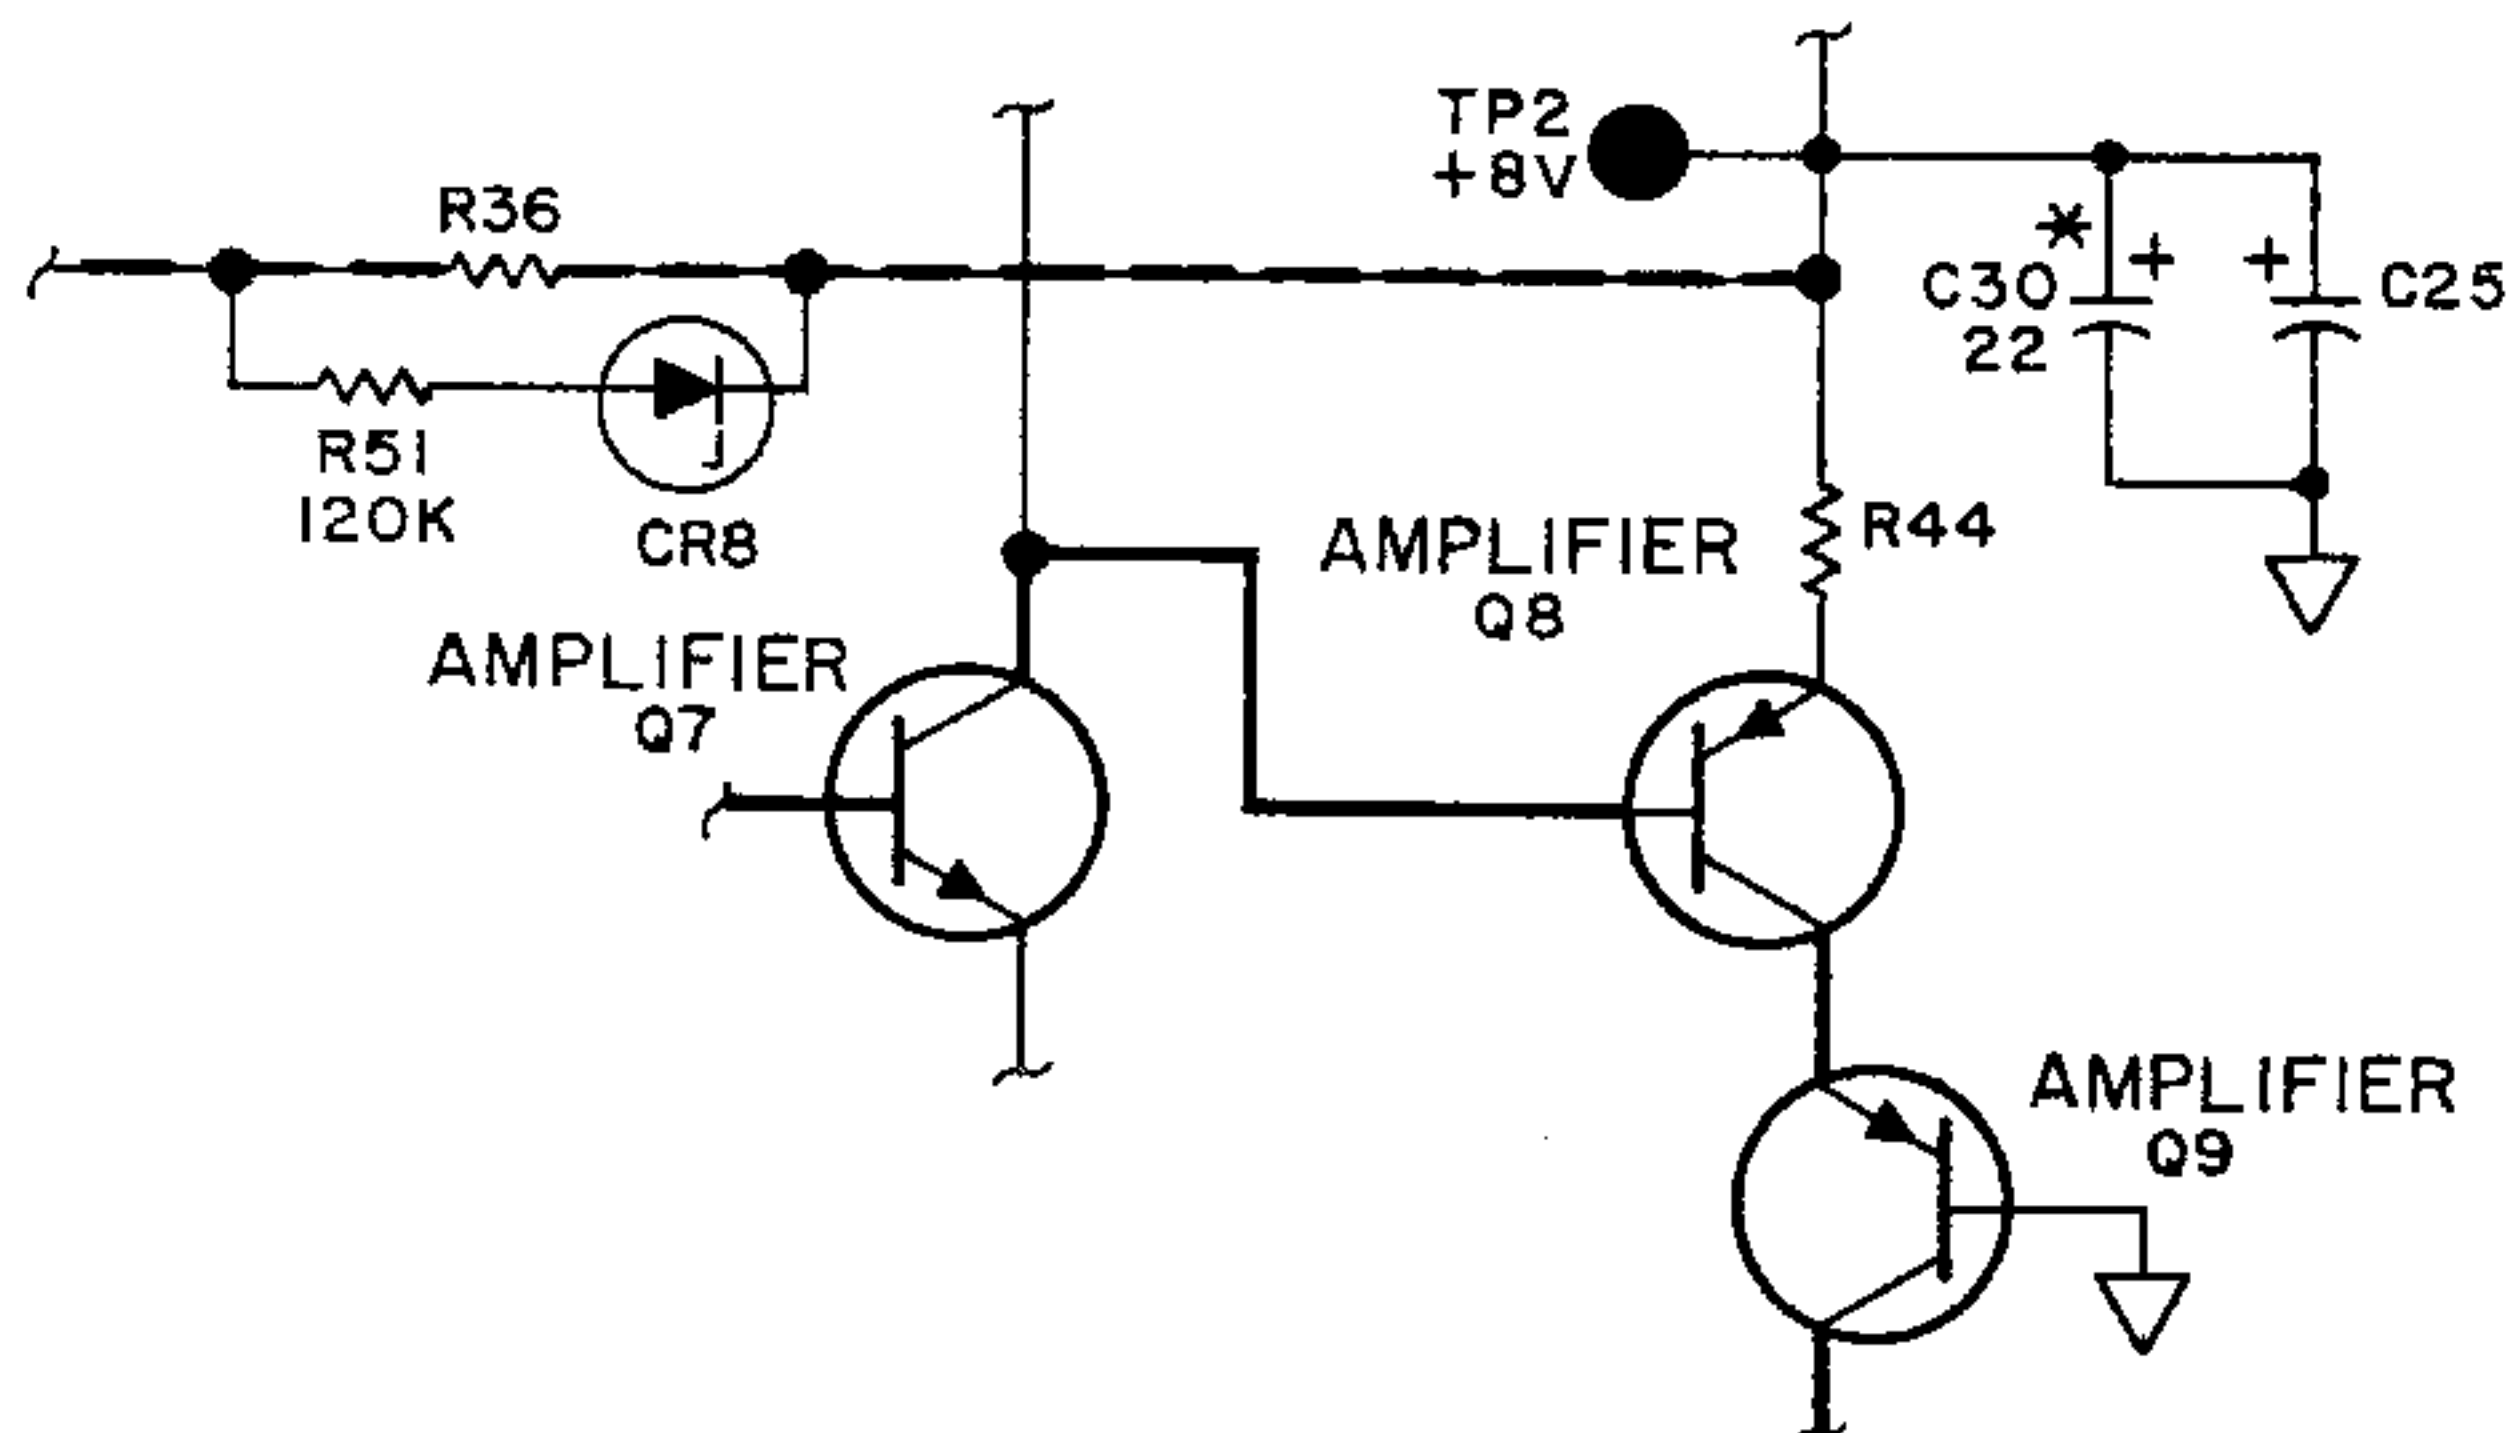 TP2
+8V
R36
*
+
+
C30
22
C25
R51
120K
CR8
R44
AMPLIFIER
Q8
AMPLIFIER
Q7
AMPLIFIER
Q9